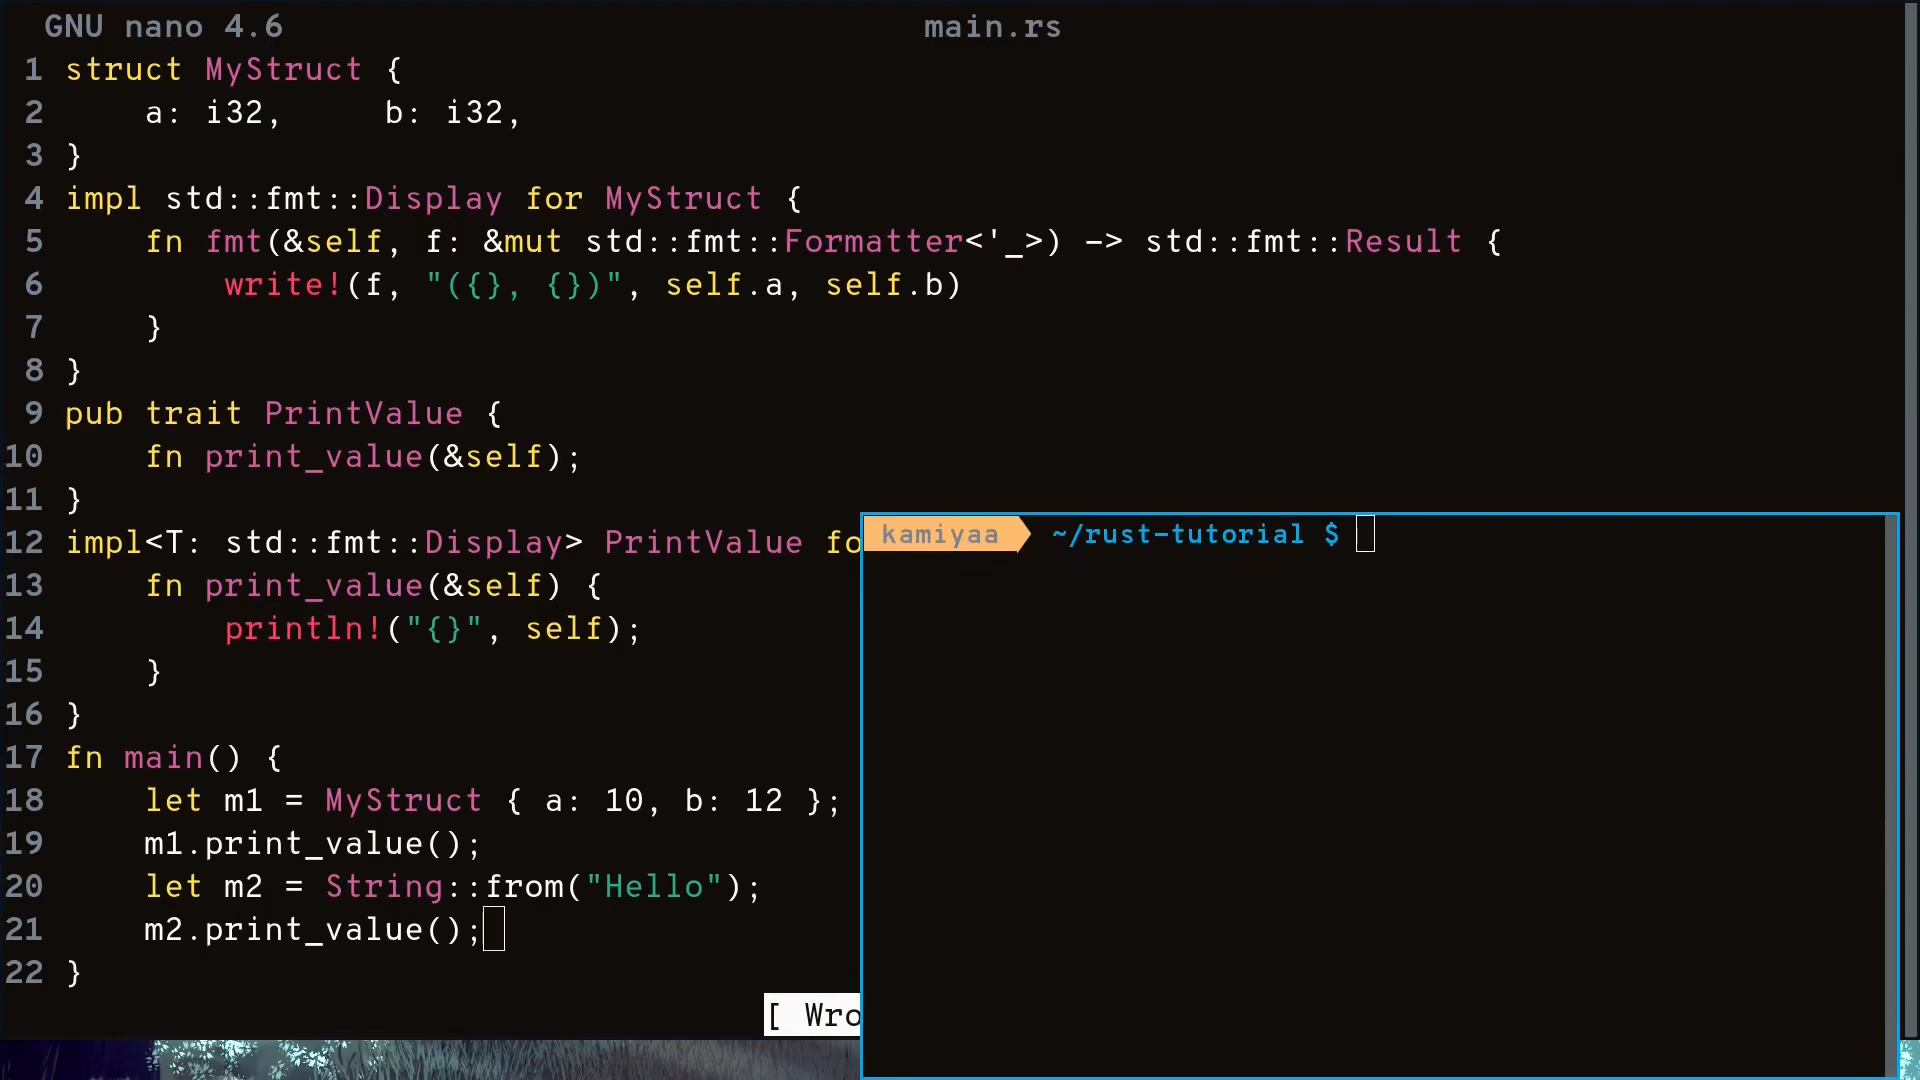 GNU nano 4.6 main.rs
1 struct MyStruct {
2     a: i32,     b: i32,
3 }
4 impl std::fmt::Display for MyStruct {
5     fn fmt(&self, f: &mut std::fmt::Formatter<'_>) -> std::fmt::Result {
6         write!(f, "({}, {})", self.a, self.b)
7     }
8 }
9 pub trait PrintValue {
10     fn print_value(&self);
11 }
12 impl<T: std::fmt::Display> PrintValue fo
13     fn print_value(&self) {
14         println!("{}", self);
15     }
16 }
17 fn main() {
18     let m1 = MyStruct { a: 10, b: 12 };
19     m1.print_value();
20     let m2 = String::from("Hello");
21     m2.print_value();
22 }
[ Wro
kamiyaa ~/rust-tutorial $